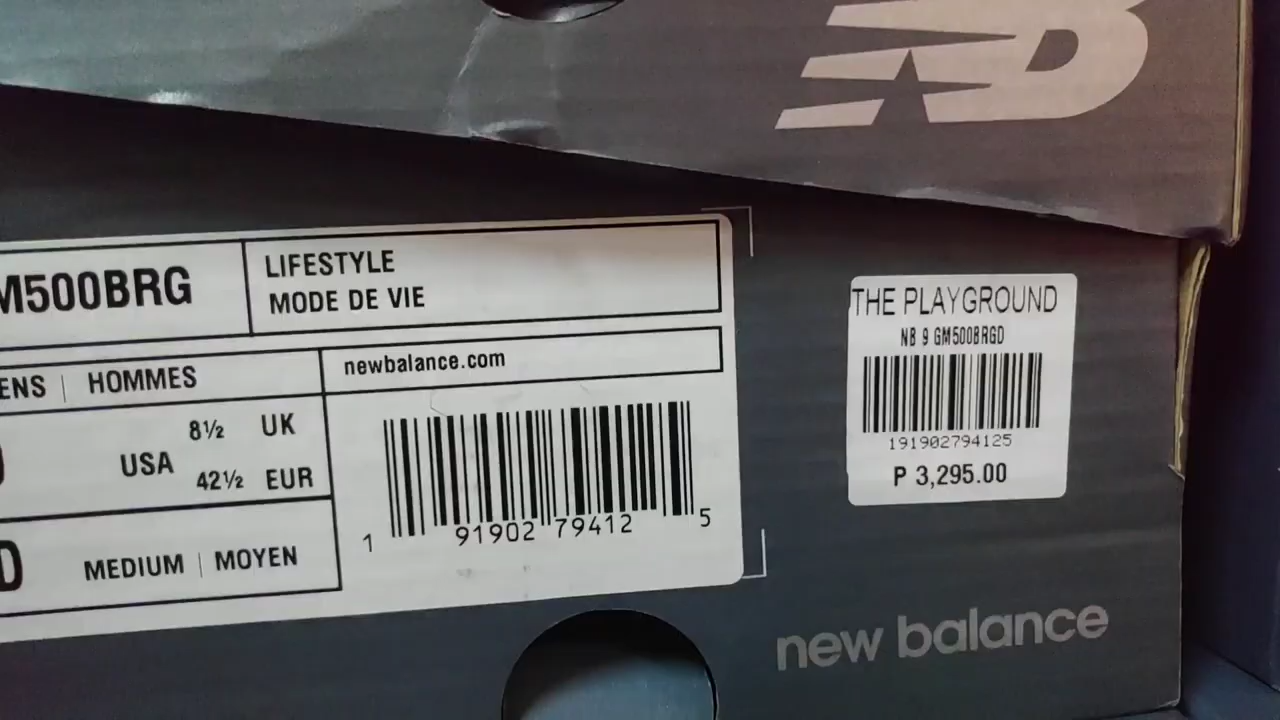 M500BRG
LIFESTYLE
MODE DE VIE
ENS | HOMMES
newbalance.com
8½ UK
USA
42½ EUR
D
MEDIUM | MOYEN
1 91902 79412 5
THE PLAYGROUND
NB 9 GM500BRGD
191902794125
P 3,295.00
new balance